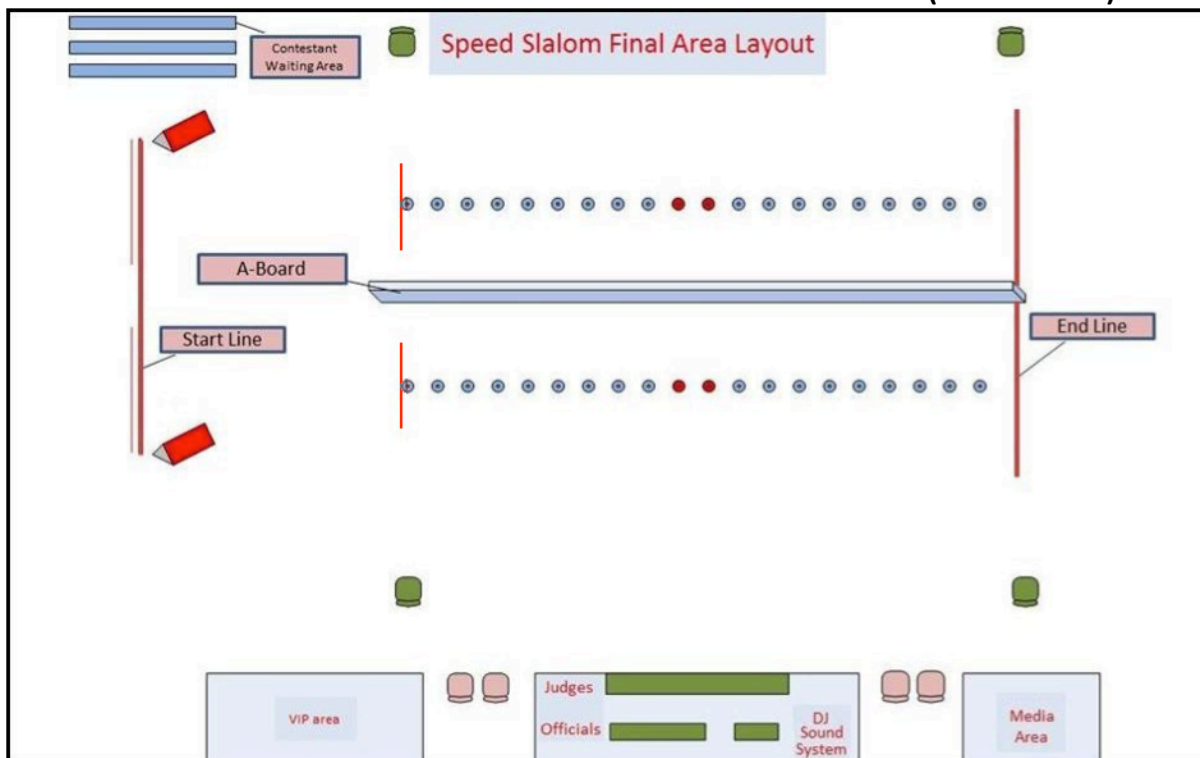 Speed Slalom Final Area Layout
Contestant
Waiting Area
A-Board
Start Line
End Line
VIP area
Judges
Officials
DJ
Sound
System
Media
Area